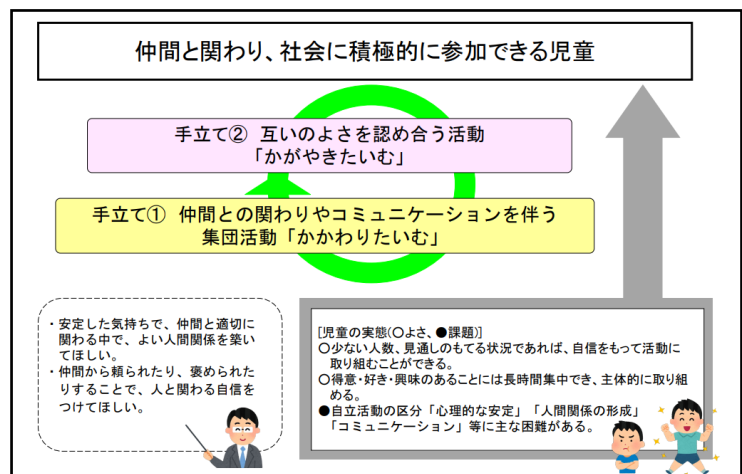 仲間と関わり、社会に積極的に参加できる児童
手立て② 互いのよさを認め合う活動
「かがやきたいむ」
手立て① 仲間との関わりやコミュニケーションを伴う
集団活動「かかわりたいむ」
・安定した気持ちで、仲間と適切に
関わる中で、よい人間関係を築い
てほしい。
・仲間から頼られたり、褒められた
りすることで、人と関わる自信を
つけてほしい。
[児童の実態(○よさ、●課題)]
○少ない人数、見通しのもてる状況であれば、自信をもって活動に
取り組むことができる。
○得意・好き・興味のあることには長時間集中でき、主体的に取り組
める。
●自立活動の区分「心理的な安定」「人間関係の形成」
「コミュニケーション」等に主な困難がある。